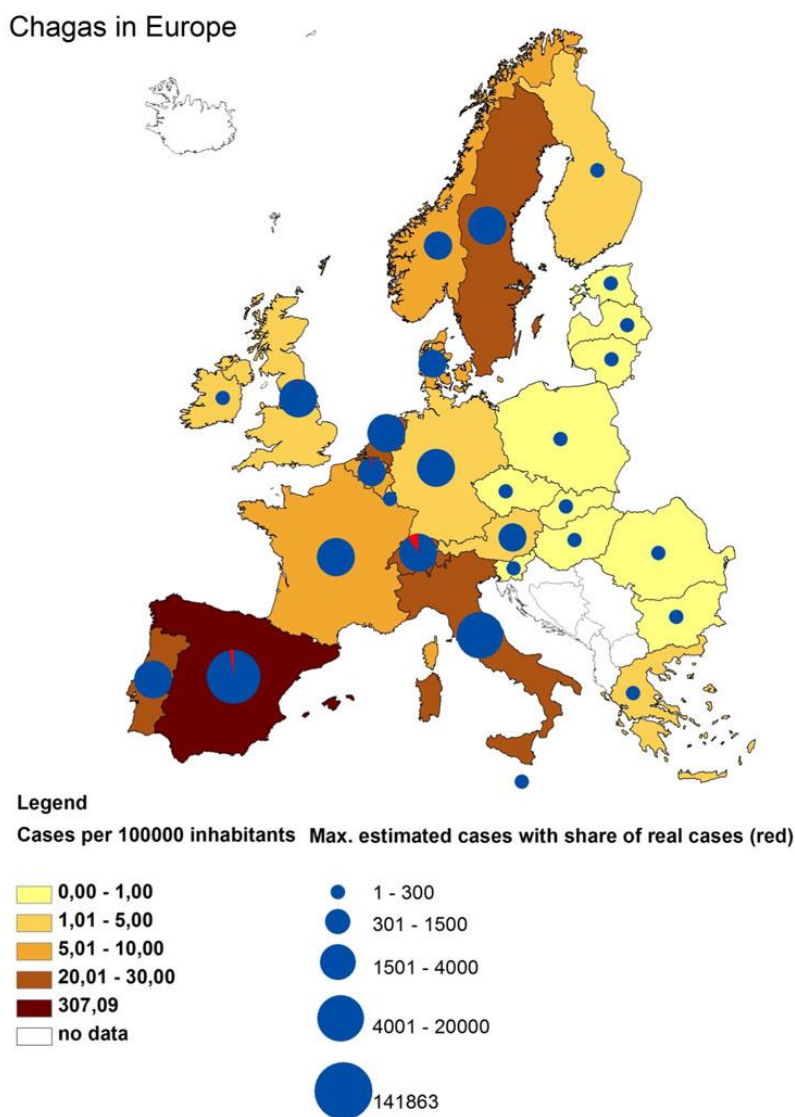 Chagas in Europe
Legend
Cases per 100000 inhabitants Max. estimated cases with share of real cases (red)
0,00 - 1,00
1,01 - 5,00
5,01 - 10,00
20,01 - 30,00
307,09
no data
1 - 300
301 - 1500
1501 - 4000
4001 - 20000
141863